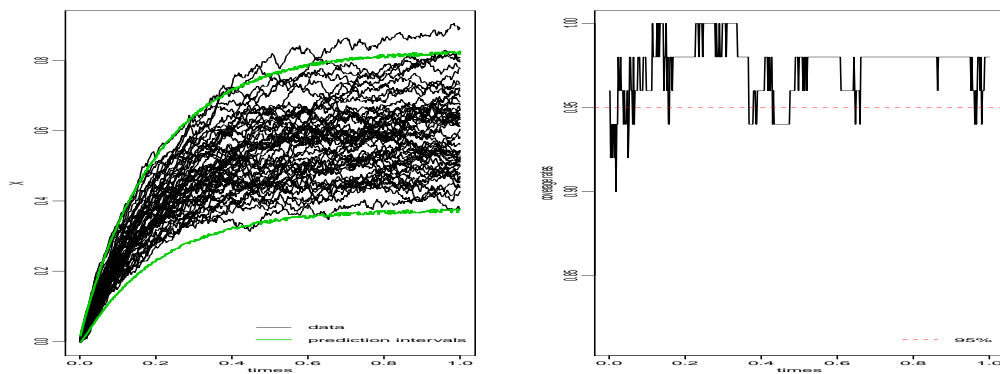 0.8
0.6
X
0.4
0.2
0.0
data
prediction intervals
0.0 0.2 0.4 0.6 0.8 1.0
times
1.00
0.95
coverage rates
0.90
0.85
95%
0.0 0.2 0.4 0.6 0.8 1.0
times